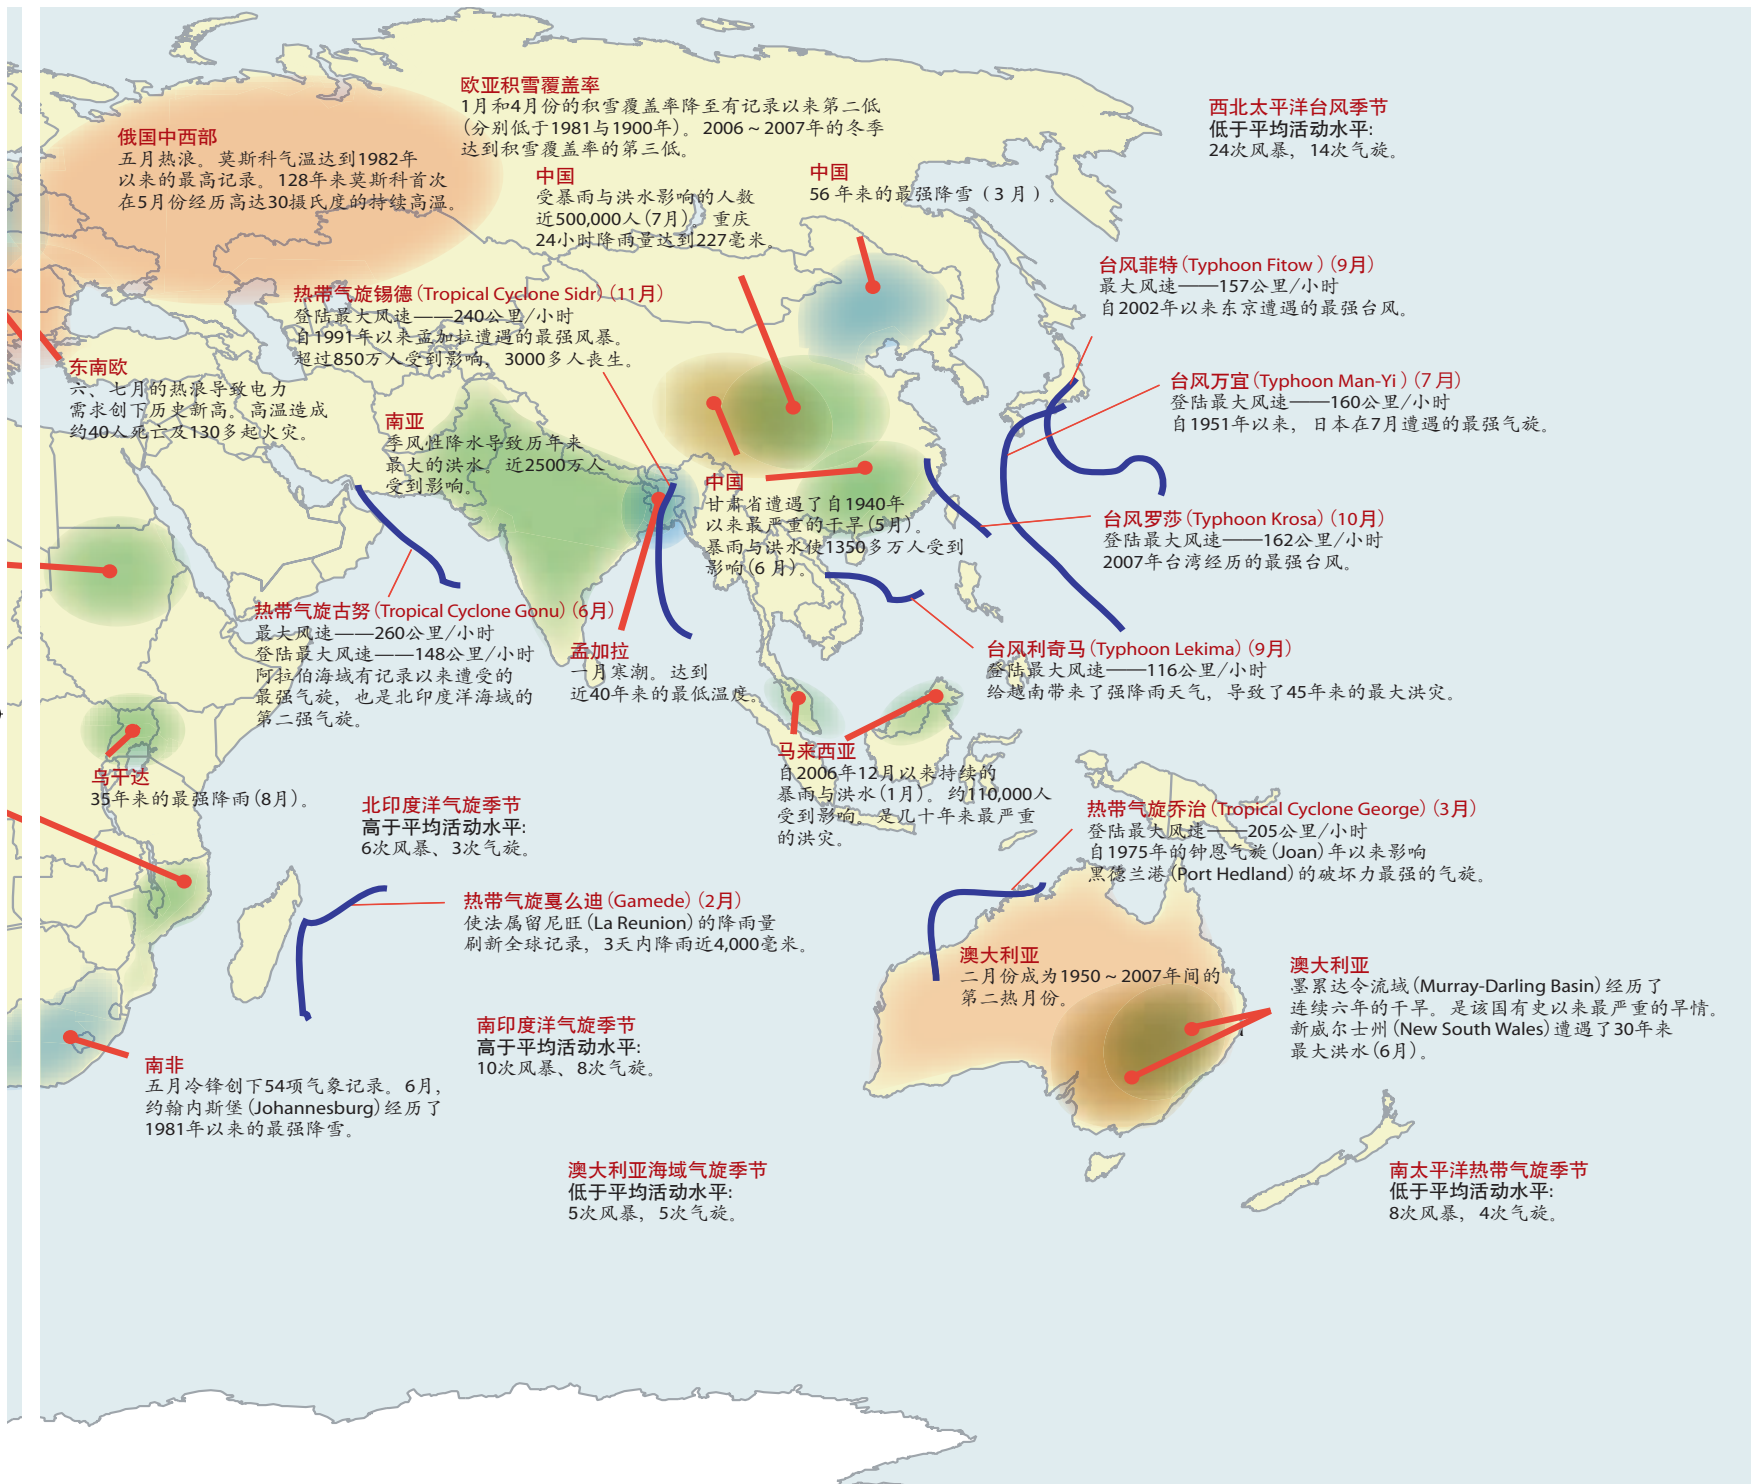 欧亚积雪覆盖率
1月和4月份的积雪覆盖率降至有记录以来第二低
(分别低于1981与1900年)。2006~2007年的冬季
达到积雪覆盖率的第三低。
西北太平洋台风季节
低于平均活动水平:
24次风暴，14次气旋。
俄国中西部
五月热浪。莫斯科气温达到1982年
以来的最高记录。128年来莫斯科首次
在5月份经历高达30摄氏度的持续高温。
中国
受暴雨与洪水影响的人数
近500,000人(7月)。重庆
24小时降雨量达到227毫米。
中国
56 年来的最强降雪（3 月）。
台风菲特(Typhoon Fitow ) (9月)
最大风速——157公里/小时
自2002年以来东京遭遇的最强台风。
热带气旋锡德(Tropical Cyclone Sidr) (11月)
登陆最大风速——240公里/小时
自1991年以来孟加拉遭遇的最强风暴。
超过850万人受到影响，3000多人丧生。
东南欧
六、七月的热浪导致电力
需求创下历史新高。高温造成
约40人死亡及130多起火灾。
台风万宜(Typhoon Man-Yi ) (7 月)
登陆最大风速——160公里/小时
自1951年以来，日本在7月遭遇的最强气旋。
南亚
季风性降水导致历年来
最大的洪水。近2500万人
受到影响。
中国
甘肃省遭遇了自1940年
以来最严重的干旱(5月)。
暴雨与洪水使1350多万人受到
影响(6 月)。
台风罗莎(Typhoon Krosa) (10月)
登陆最大风速——162公里/小时
2007年台湾经历的最强台风。
热带气旋古努(Tropical Cyclone Gonu) (6月)
最大风速——260公里/小时
登陆最大风速——148公里/小时
阿拉伯海域有记录以来遭受的
最强气旋，也是北印度洋海域的
第二强气旋。
孟加拉
一月寒潮。达到
近40年来的最低温度。
台风利奇马(Typhoon Lekima) (9月)
登陆最大风速——116公里/小时
给越南带来了强降雨天气，导致了45年来的最大洪灾。
乌干达
35年来的最强降雨(8月)。
马来西亚
自2006年12月以来持续的
暴雨与洪水(1月)。约110,000人
受到影响。是几十年来最严重
的洪灾。
北印度洋气旋季节
高于平均活动水平:
6次风暴、3次气旋。
热带气旋乔治(Tropical Cyclone George) (3月)
登陆最大风速——205公里/小时
自1975年的钟恩气旋(Joan)年以来影响
黑德兰港(Port Hedland)的破坏力最强的气旋。
热带气旋戛么迪(Gamede) (2月)
使法属留尼旺(La Reunion)的降雨量
刷新全球记录，3天内降雨近4,000毫米。
澳大利亚
二月份成为1950~2007年间的
第二热月份。
澳大利亚
墨累达令流域(Murray-Darling Basin)经历了
连续六年的干旱。是该国有史以来最严重的旱情。
新威尔士州(New South Wales)遭遇了30年来
最大洪水(6月)。
南印度洋气旋季节
高于平均活动水平:
10次风暴、8次气旋。
南非
五月冷锋创下54项气象记录。6月，
约翰内斯堡(Johannesburg)经历了
1981年以来的最强降雪。
澳大利亚海域气旋季节
低于平均活动水平:
5次风暴，5次气旋。
南太平洋热带气旋季节
低于平均活动水平:
8次风暴，4次气旋。